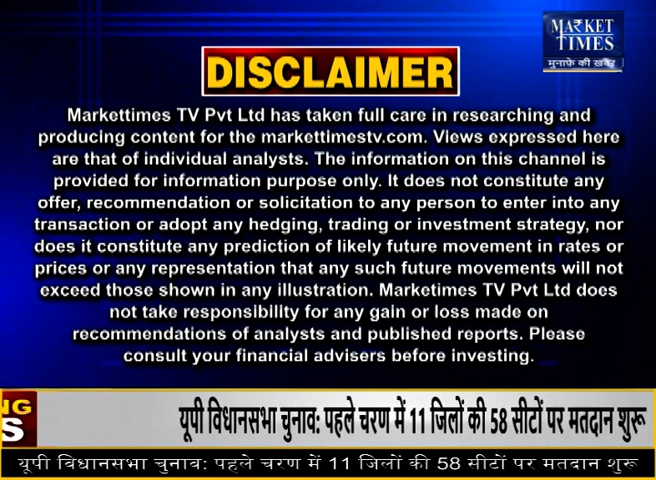 MARKET
TIMES
मुनाफे की ख़बर
DISCLAIMER
Markettimes TV Pvt Ltd has taken full care in researching and
producing content for the markettimestv.com. Views expressed here
are that of individual analysts. The information on this channel is
provided for information purpose only. It does not constitute any
offer, recommendation or solicitation to any person to enter into any
transaction or adopt any hedging, trading or investment strategy, nor
does it constitute any prediction of likely future movement in rates or
prices or any representation that any such future movements will not
exceed those shown in any illustration. Marketimes TV Pvt Ltd does
not take responsibility for any gain or loss made on
recommendations of analysts and published reports. Please
consult your financial advisers before investing.
NG
S
यूपी विधानसभा चुनाव: पहले चरण में 11 जिलों की 58 सीटों पर मतदान शुरू
यूपी विधानसभा चुनाव: पहले चरण में 11 जिलों की 58 सीटों पर मतदान शुरू